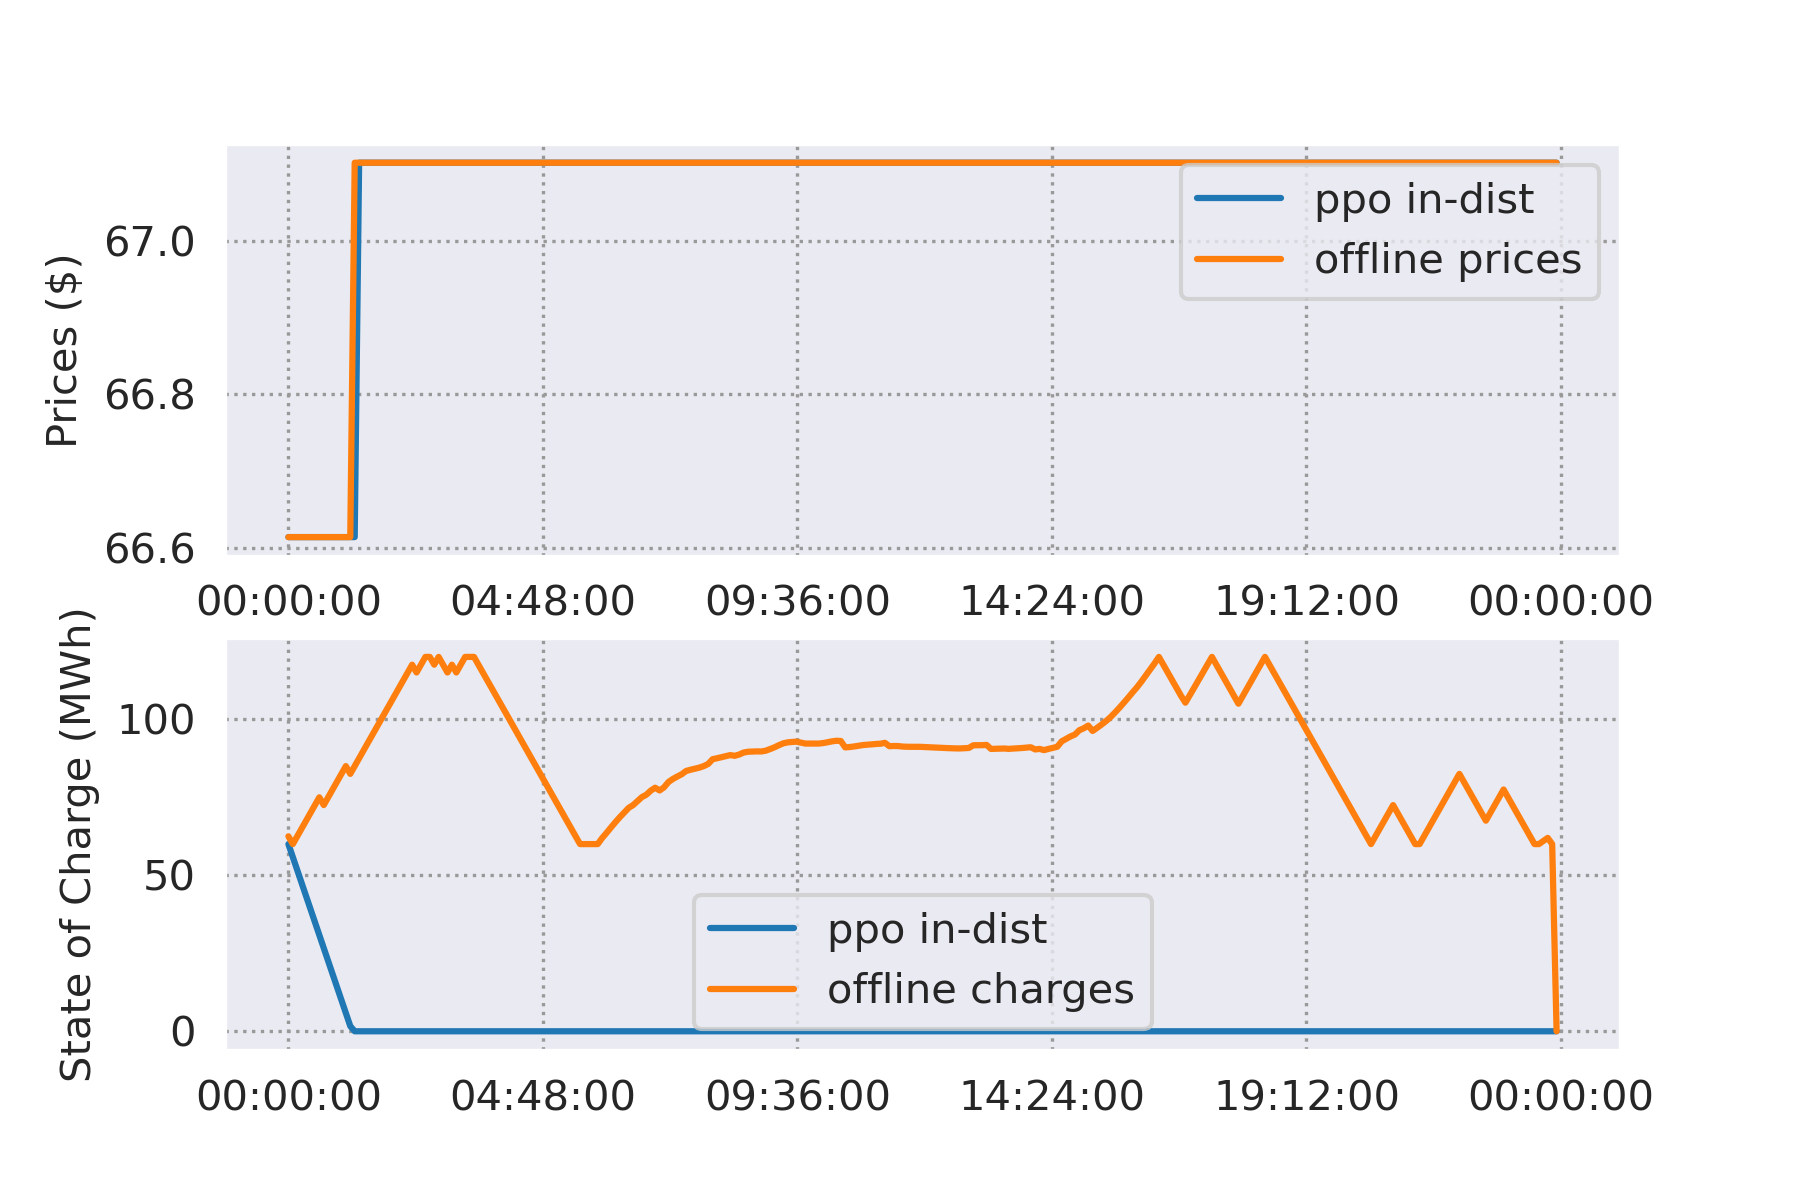 Prices ($)
67.0
66.8
66.6
ppo in-dist
offline prices
00:00:00 04:48:00 09:36:00 14:24:00 19:12:00 00:00:00
State of Charge (MWh)
100
50
0
ppo in-dist
offline charges
00:00:00 04:48:00 09:36:00 14:24:00 19:12:00 00:00:00